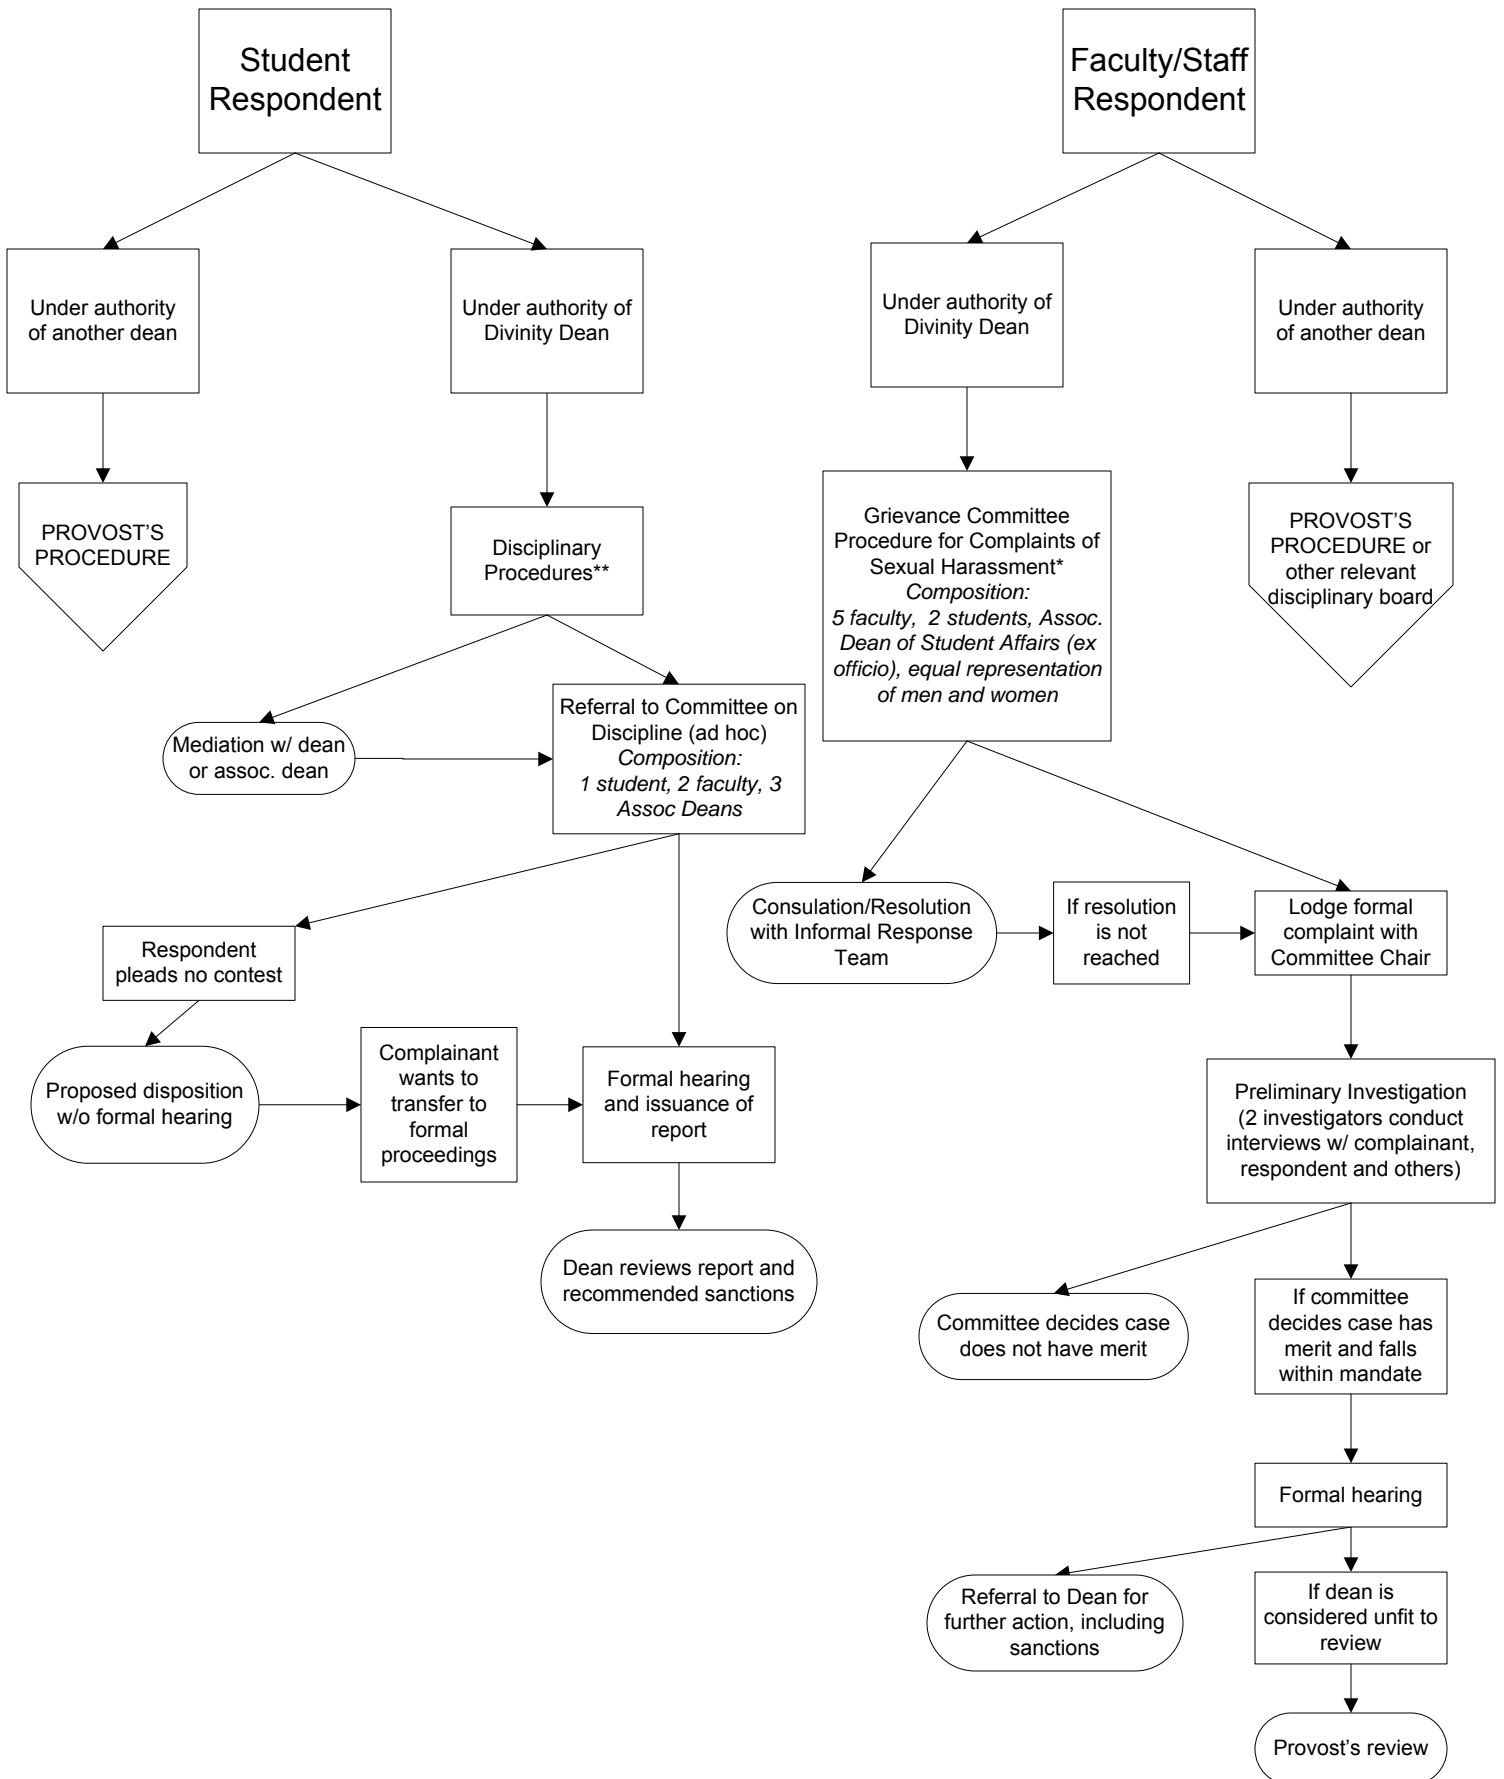 Student
Respondent
Faculty/Staff
Respondent
Under authority
of another dean
Under authority of
Divinity Dean
Under authority of
Divinity Dean
Under authority
of another dean
PROVOST'S
PROCEDURE
Disciplinary
Procedures**
Grievance Committee
Procedure for Complaints of
Sexual Harassment*
Composition:
5 faculty,  2 students, Assoc.
Dean of Student Affairs (ex
officio), equal representation
of men and women
PROVOST'S
PROCEDURE or
other relevant
disciplinary board
Mediation w/ dean
or assoc. dean
Referral to Committee on
Discipline (ad hoc)
Composition:
1 student, 2 faculty, 3
Assoc Deans
Respondent
pleads no contest
Consulation/Resolution
with Informal Response
Team
If resolution
is not
reached
Lodge formal
complaint with
Committee Chair
Proposed disposition
w/o formal hearing
Complainant
wants to
transfer to
formal
proceedings
Formal hearing
and issuance of
report
Preliminary Investigation
(2 investigators conduct
interviews w/ complainant,
respondent and others)
Dean reviews report and
recommended sanctions
Committee decides case
does not have merit
If committee
decides case has
merit and falls
within mandate
Formal hearing
Referral to Dean for
further action, including
sanctions
If dean is
considered unfit to
review
Provost's review